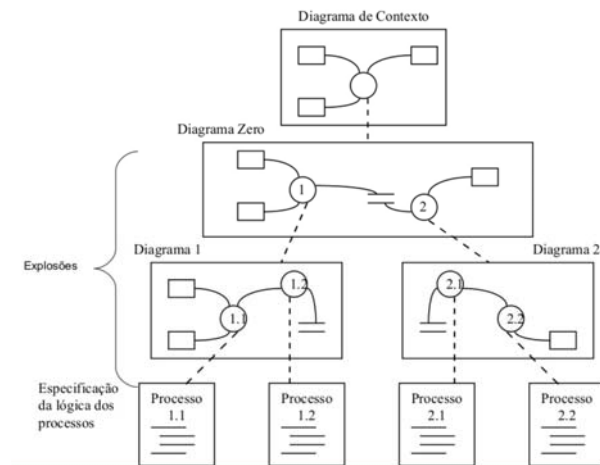 Diagrama de Contexto
Diagrama Zero
1
2
Explosões
Diagrama 1
Diagrama 2
1.2
1.1
2.1
2.2
Especificação
da lógica dos
processos
Processo
1.1
Processo
1.2
Processo
2.1
Processo
2.2